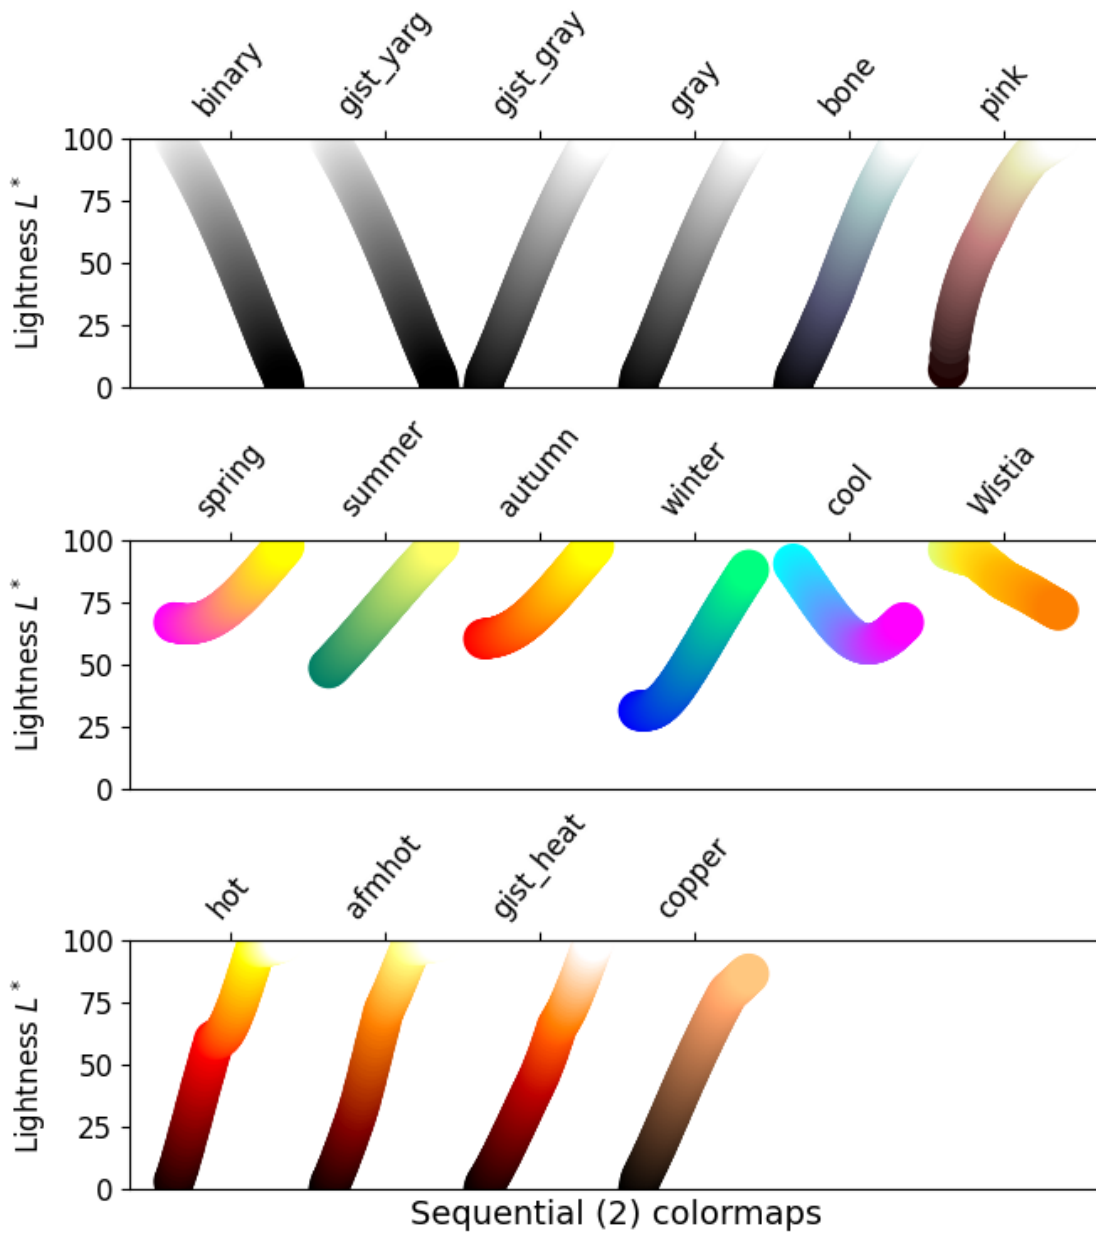 binary gist_yarg gist_gray gray bone pink
100
75
50
25
0
Lightness L*
spring summer autumn winter cool Wistia
100
75
50
25
0
Lightness L*
hot afmhot gist_heat copper
100
75
50
25
0
Lightness L*
Sequential (2) colormaps